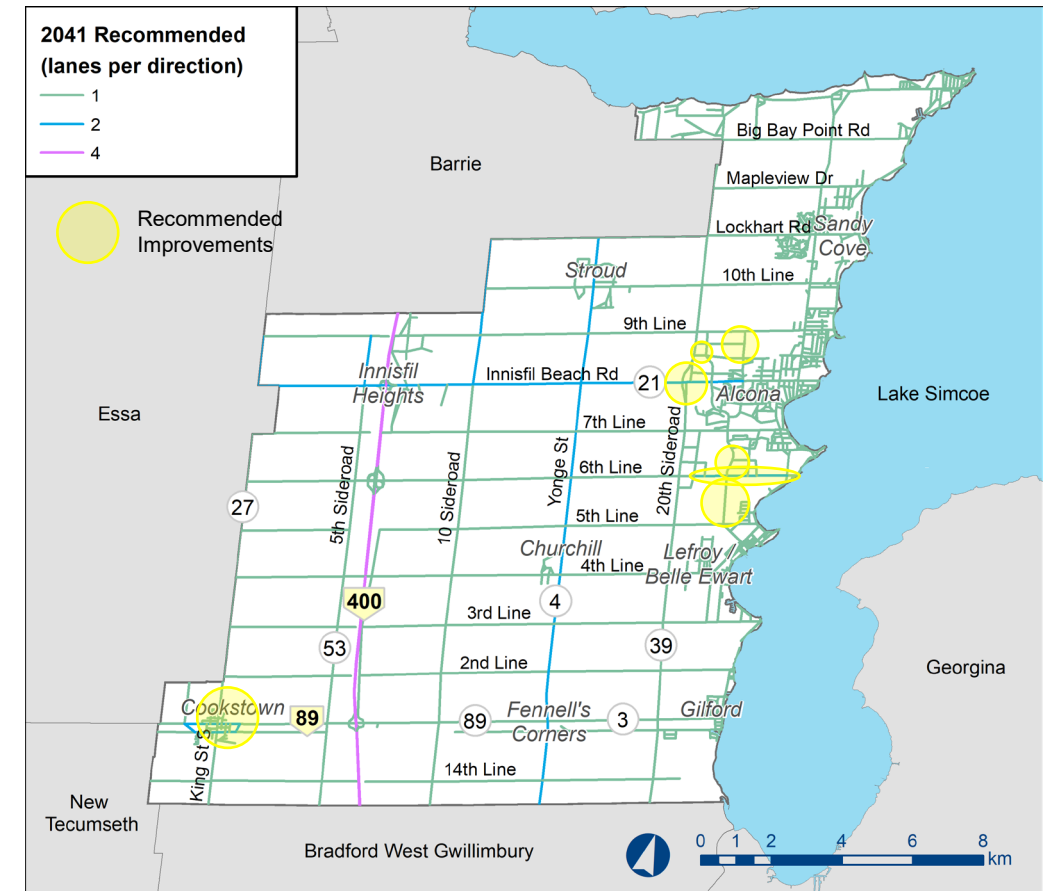 2041 Recommended
(lanes per direction)
1
2
4
Recommended
Improvements
Barrie
Big Bay Point Rd
Mapleview Dr
Lockhart Rd
Sandy
Cove
10th Line
Stroud
9th Line
Innisfil
Heights
Innisfil Beach Rd
21
Alcona
Lake Simcoe
Essa
7th Line
6th Line
5th Sideroad
10 Sideroad
Yonge St
20th Sideroad
27
5th Line
Churchill
4th Line
Lefroy
Belle Ewart
400
4
3rd Line
53
39
2nd Line
Georgina
Cookstown
89
89
Fennell's
Corners
3
Gilford
King St S
14th Line
New
Tecumseth
Bradford West Gwillimbury
0 1 2 4 6 8
km